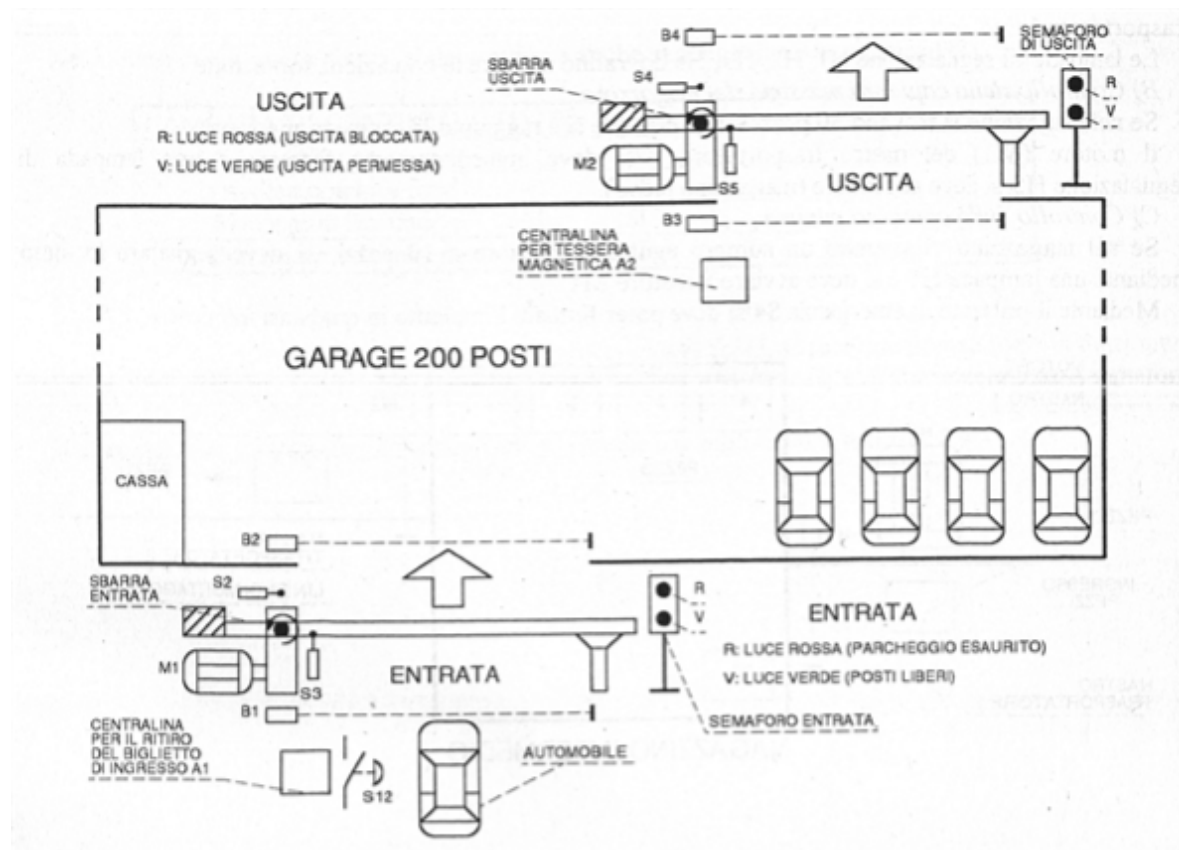 B4
SEMAFORO
DI USCITA
SBARRA
USCITA
S4
R
V
USCITA
R: LUCE ROSSA (USCITA BLOCCATA)
V: LUCE VERDE (USCITA PERMESSA)
M2
S5
USCITA
B3
CENTRALINA
PER TESSERA
MAGNETICA A2
GARAGE 200 POSTI
CASSA
B2
SBARRA
ENTRATA
S2
R
V
ENTRATA
R: LUCE ROSSA (PARCHEGGIO ESAURITO)
V: LUCE VERDE (POSTI LIBERI)
M1
S3
ENTRATA
B1
SEMAFORO ENTRATA
CENTRALINA
PER IL RITIRO
DEL BIGLIETTO
DI INGRESSO A1
S12
AUTOMOBILE